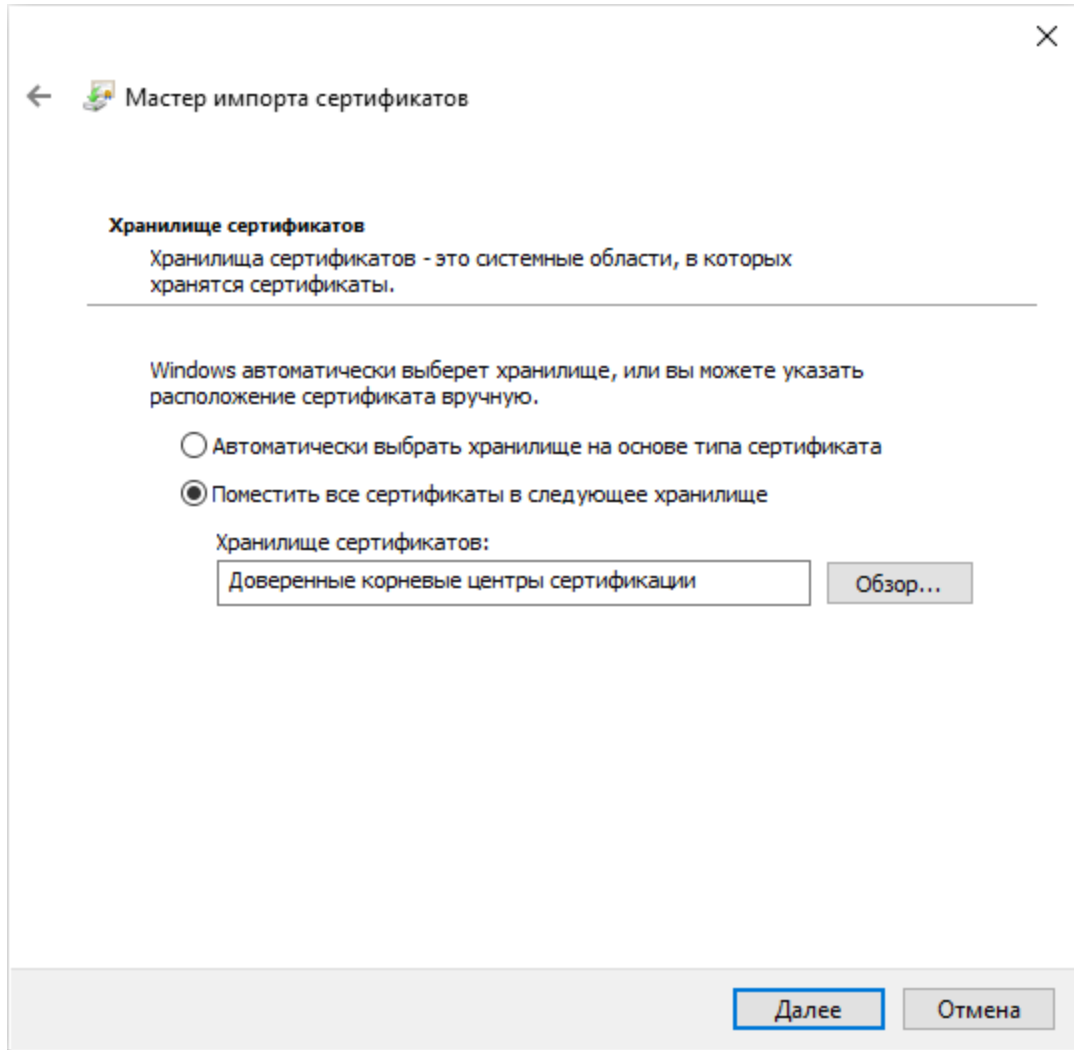 Мастер импорта сертификатов
Хранилище сертификатов
Хранилища сертификатов - это системные области, в которых
хранятся сертификаты.
Windows автоматически выберет хранилище, или вы можете указать
расположение сертификата вручную.
Автоматически выбрать хранилище на основе типа сертификата
Поместить все сертификаты в следующее хранилище
Хранилище сертификатов:
Доверенные корневые центры сертификации
Обзор...
Далее
Отмена